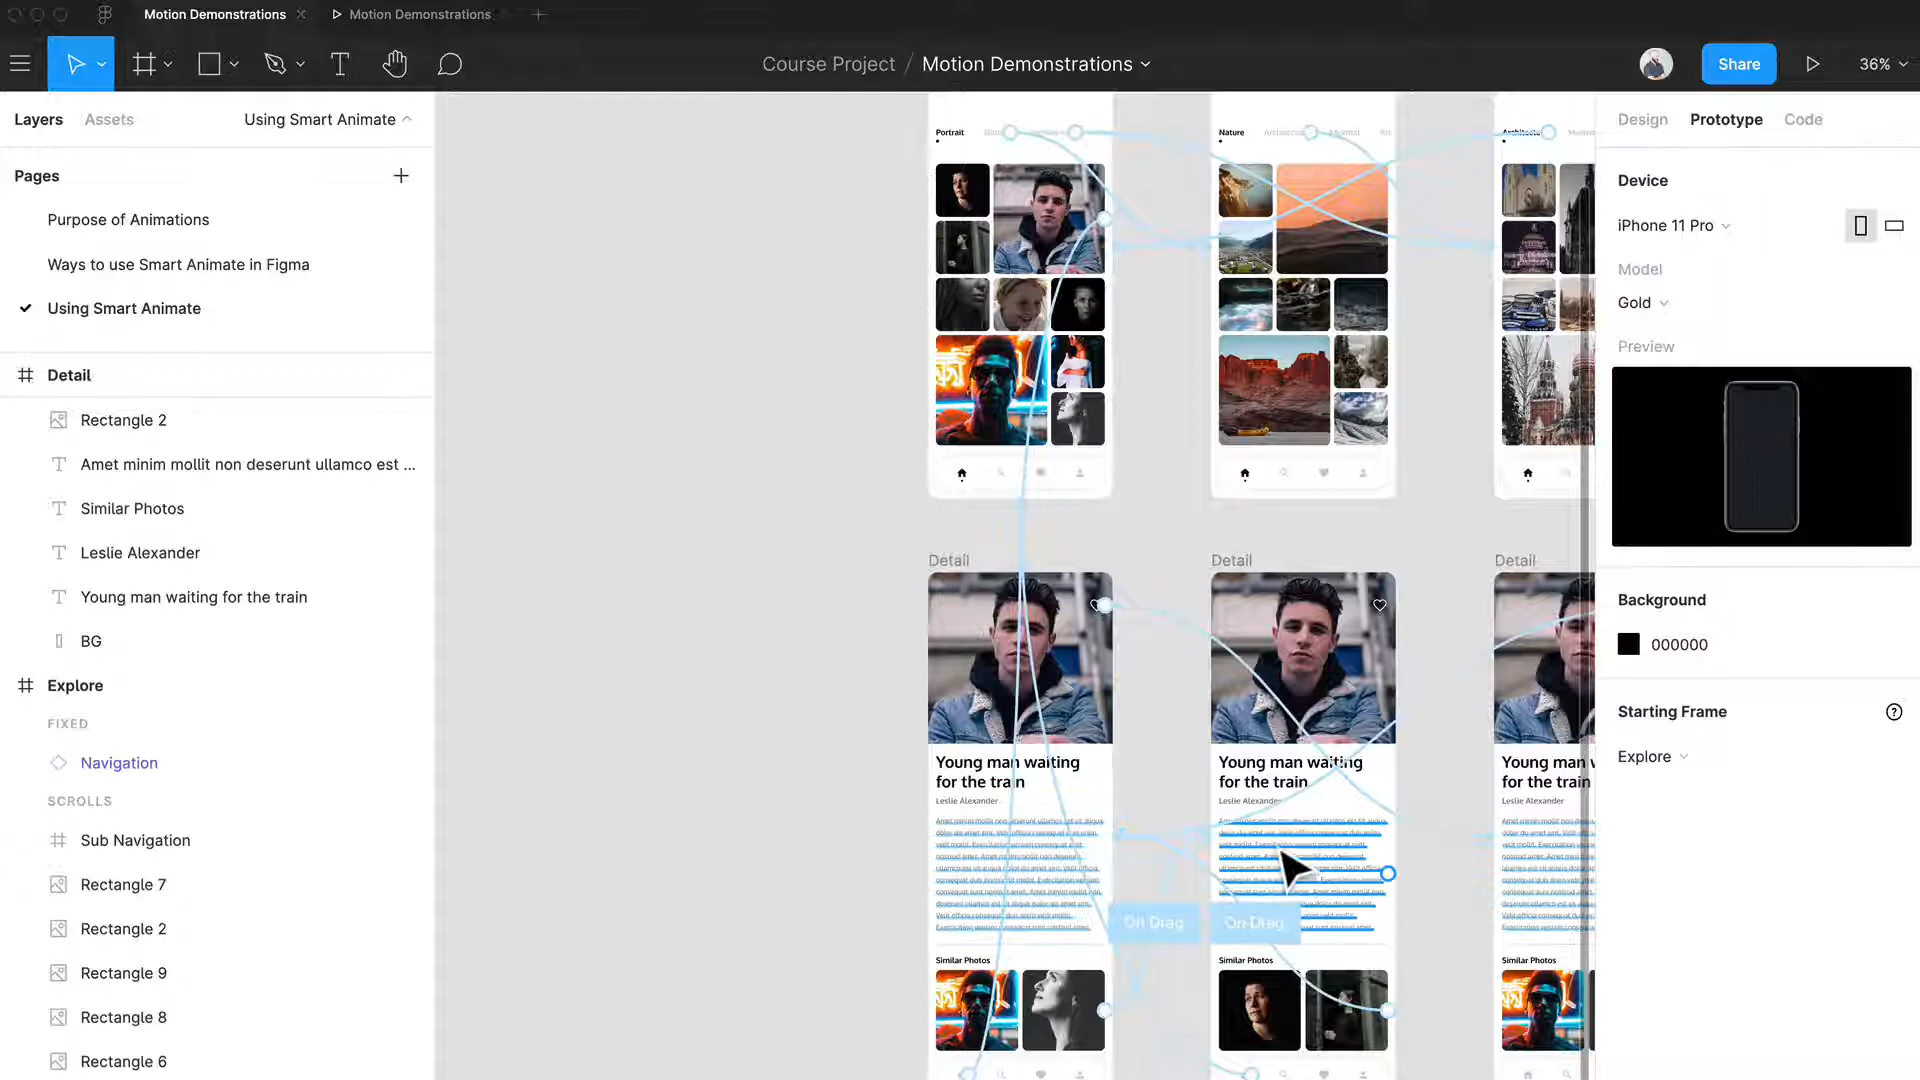 Motion Demonstrations
Motion Demonstrations
Course Project / Motion Demonstrations
Share
36%
Layers
Assets
Using Smart Animate
Pages
Purpose of Animations
Ways to use Smart Animate in Figma
Using Smart Animate
Detail
Rectangle 2
Amet minim mollit non deserunt ullamco est ...
Similar Photos
Leslie Alexander
Young man waiting for the train
BG
Explore
FIXED
Navigation
SCROLLS
Sub Navigation
Rectangle 7
Rectangle 2
Rectangle 9
Rectangle 8
Rectangle 6
Portrait
Nature
Detail
Detail
Detail
Young man waiting
for the train
Leslie Alexander
Young man waiting
for the train
Leslie Alexander
Young man
for the train
Leslie Alexander
On Drag
On Drag
Similar Photos
Similar Photos
Similar Photos
Design
Prototype
Code
Device
iPhone 11 Pro
Model
Gold
Preview
Background
000000
Starting Frame
Explore